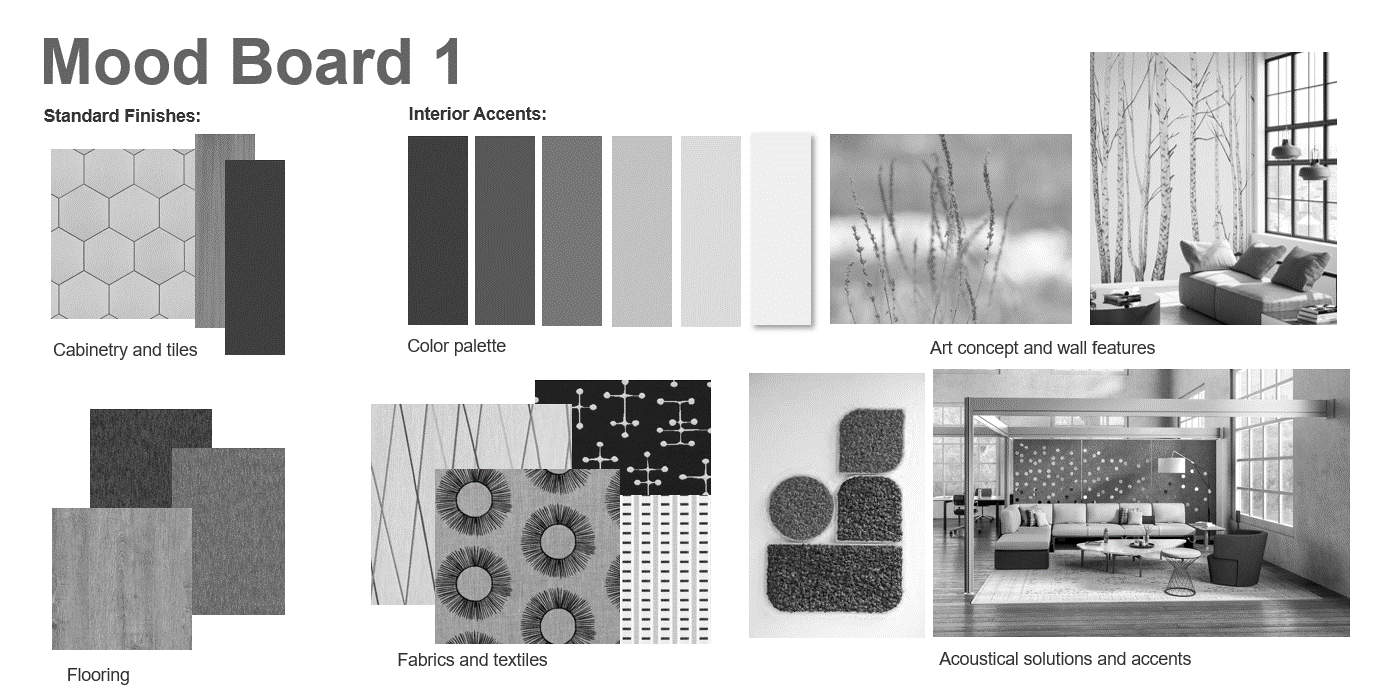 Mood Board 1
Standard Finishes:
Interior Accents:
Cabinetry and tiles
Color palette
Art concept and wall features
Flooring
Fabrics and textiles
Acoustical solutions and accents